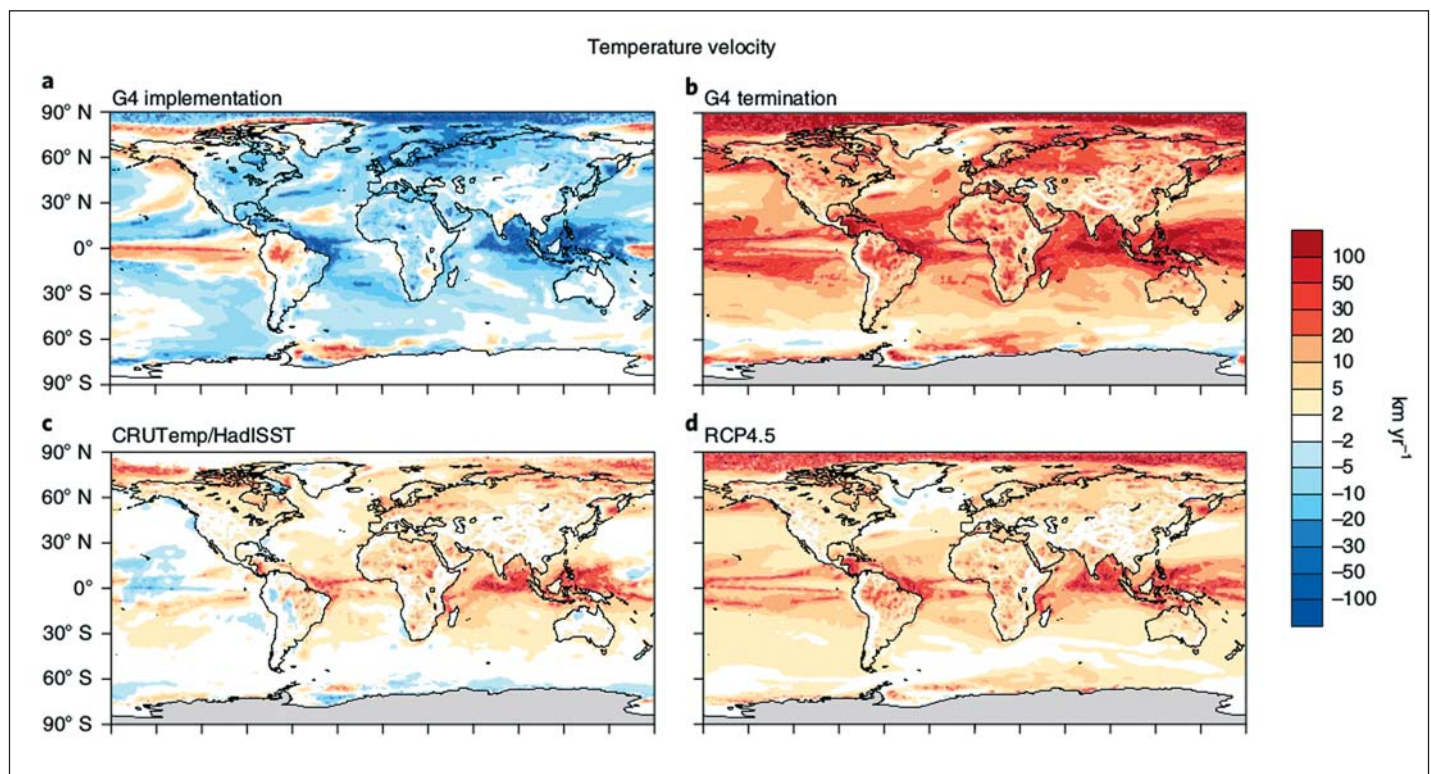 Temperature velocity
a
G4 implementation
90° N
60° N
30° N
0°
30° S
60° S
90° S
b
G4 termination
c
CRUTemp/HadISST
90° N
60° N
30° N
0°
30° S
60° S
90° S
d
RCP4.5
100
50
30
20
10
5
2
–2
–5
–10
–20
–30
–50
–100
km yr⁻¹